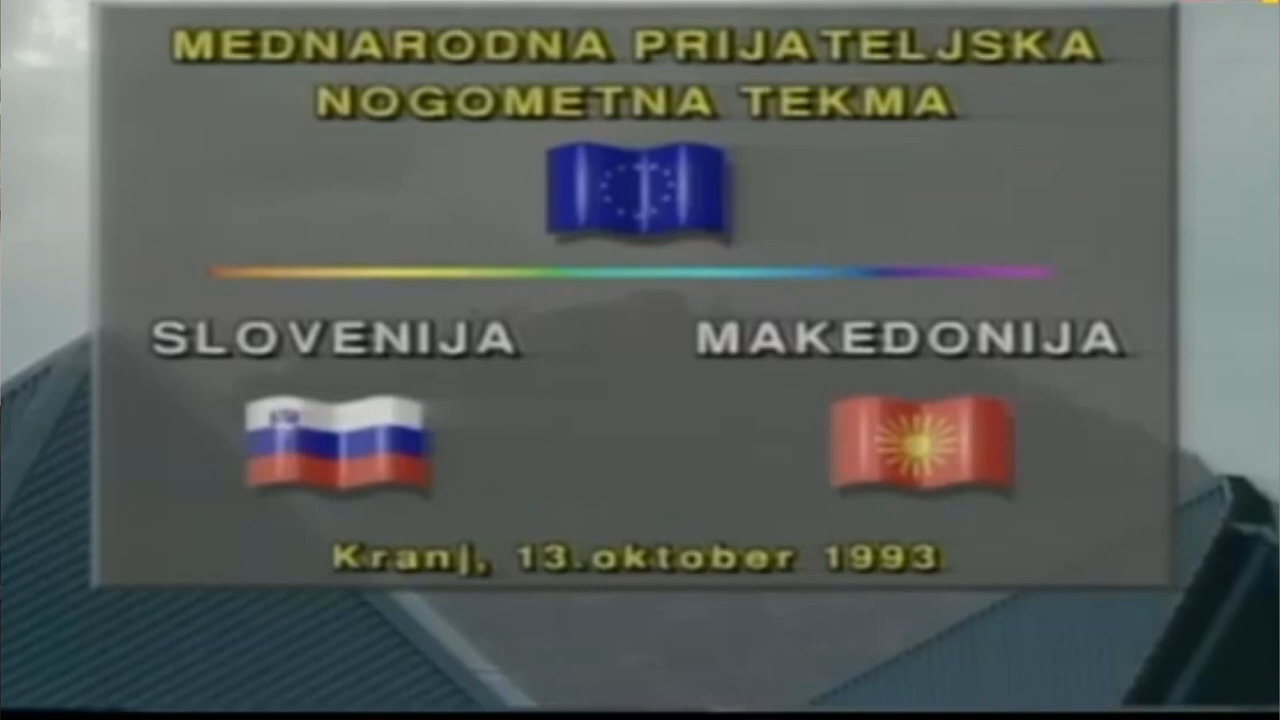 MEDNARODNA PRIJATELJSKA
NOGOMETNA TEKMA
SLOVENIJA
MAKEDONIJA
Kranj, 13.oktober 1993